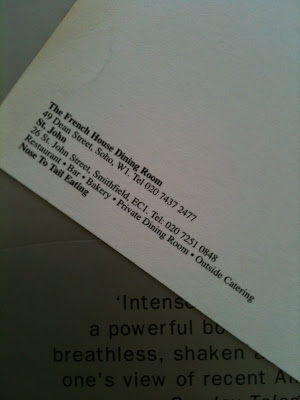 The French House Dining Room
49 Dean Street, Soho, W1. Tel 020 7437 2477
St. John
26 St. John Street, Smithfield, EC1. Tel: 020 7251 0848
Restaurant • Bar • Bakery • Private Dining Room • Outside Catering
Nose To Tail Eating
'Intense
a powerful
breathless, shaken
one's view of recent